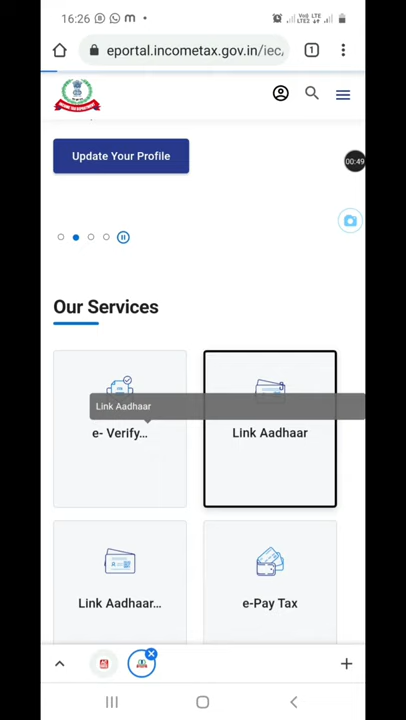 16:26
eportal.incometax.gov.in/iec,
1
Update Your Profile
00:49
Our Services
Link Aadhaar
e- Verify...
Link Aadhaar
Link Aadhaar...
e-Pay Tax